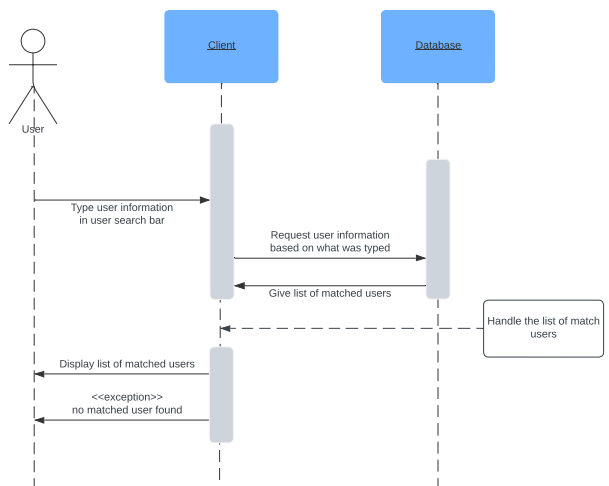 Client
Database
User
Type user information
in user search bar
Request user information
based on what was typed
Give list of matched users
Handle the list of match
users
Display list of matched users
<<exception>>
no matched user found